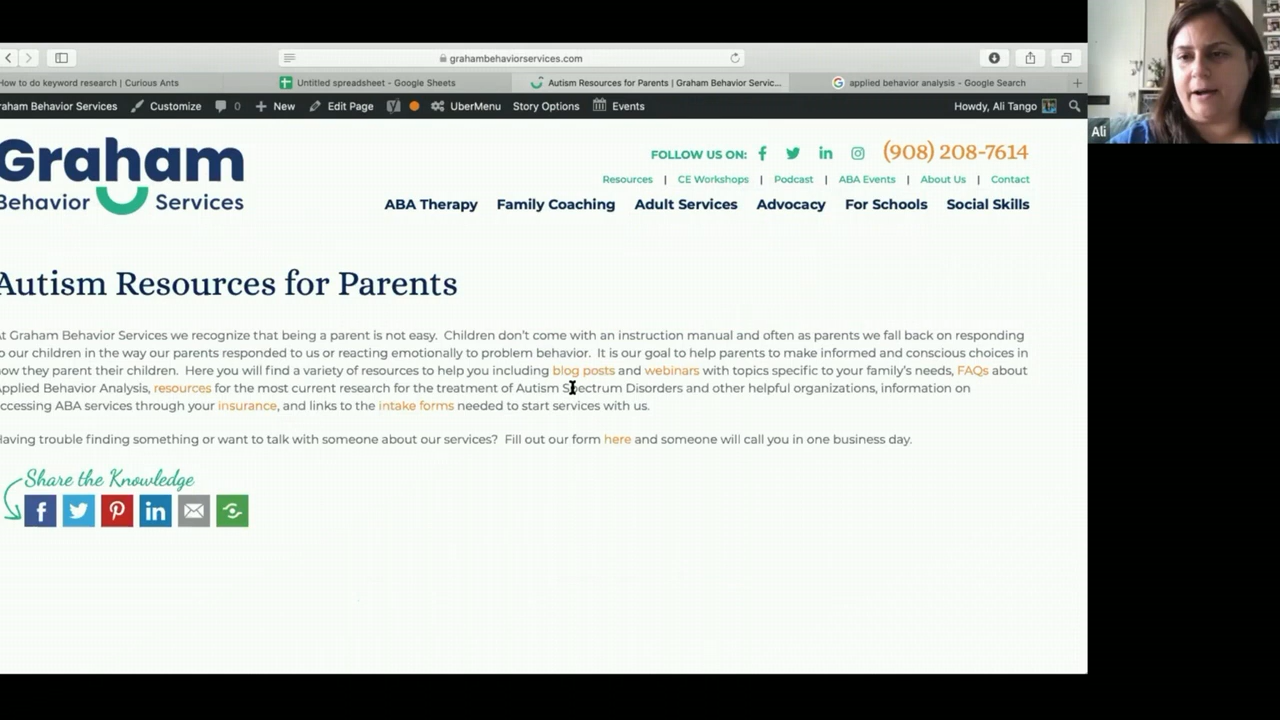 grahambehaviorservices.com
How to do keyword research | Curious Ants
Untitled spreadsheet - Google Sheets
Autism Resources for Parents | Graham Behavior Servic...
applied behavior analysis - Google Search
raham Behavior Services Customize 0 New Edit Page UberMenu Story Options Events Howdy, Ali Tango
Ali
Graham
Behavior Services
FOLLOW US ON: (908) 208-7614
Resources | CE Workshops | Podcast | ABA Events | About Us | Contact
ABA Therapy Family Coaching Adult Services Advocacy For Schools Social Skills
Autism Resources for Parents
At Graham Behavior Services we recognize that being a parent is not easy. Children don't come with an instruction manual and often as parents we fall back on responding
to our children in the way our parents responded to us or reacting emotionally to problem behavior. It is our goal to help parents to make informed and conscious choices in
how they parent their children. Here you will find a variety of resources to help you including blog posts and webinars with topics specific to your family's needs, FAQs about
Applied Behavior Analysis, resources for the most current research for the treatment of Autism Spectrum Disorders and other helpful organizations, information on
accessing ABA services through your insurance, and links to the intake forms needed to start services with us.
Having trouble finding something or want to talk with someone about our services? Fill out our form here and someone will call you in one business day.
Share the Knowledge